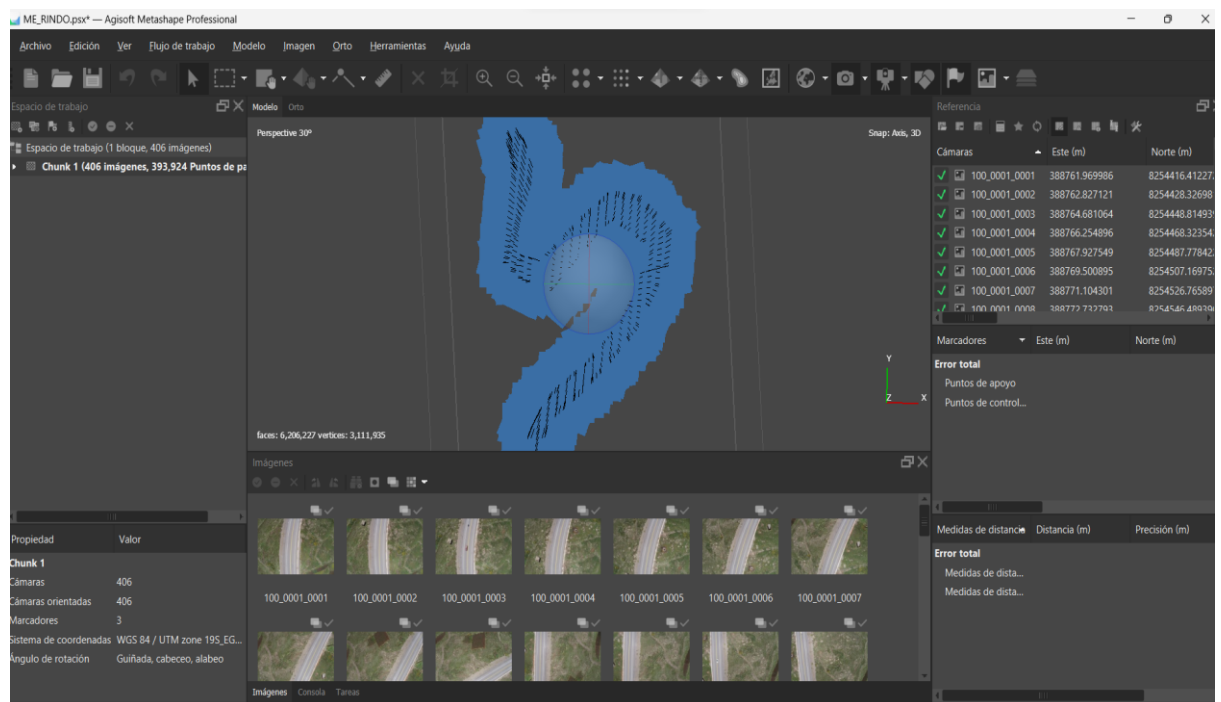 ME_RINDO.psx* — Agisoft Metashape Professional
Archivo Edición Ver Flujo de trabajo Modelo Imagen Orto Herramientas Ayuda
Espacio de trabajo
Espacio de trabajo (1 bloque, 406 imágenes)
Chunk 1 (406 imágenes, 393,924 Puntos de pa
Propiedad Valor
Chunk 1
Cámaras 406
Cámaras orientadas 406
Marcadores 3
Sistema de coordenadas WGS 84 / UTM zone 19S_EG...
Ángulo de rotación Guiñada, cabeceo, alabeo
Modelo Orto
Perspective 30°
Snap: Axis, 3D
Y
Z X
faces: 6,206,227 vertices: 3,111,935
Imágenes
100_0001_0001 100_0001_0002 100_0001_0003 100_0001_0004 100_0001_0005 100_0001_0006 100_0001_0007
Imágenes Consola Tareas
Referencia
Cámaras Este (m) Norte (m)
100_0001_0001 388761.969986 8254416.41227.
100_0001_0002 388762.827121 8254428.32698
100_0001_0003 388764.681064 8254448.81493
100_0001_0004 388766.254896 8254468.32354.
100_0001_0005 388767.927549 8254487.77842.
100_0001_0006 388769.500895 8254507.16975.
100_0001_0007 388771.104301 8254526.76589
100_0001_0008 388772.732793 8254546.48939
Marcadores Este (m) Norte (m)
Error total
Puntos de apoyo
Puntos de control...
Medidas de distancia Distancia (m) Precisión (m)
Error total
Medidas de dista...
Medidas de dista...